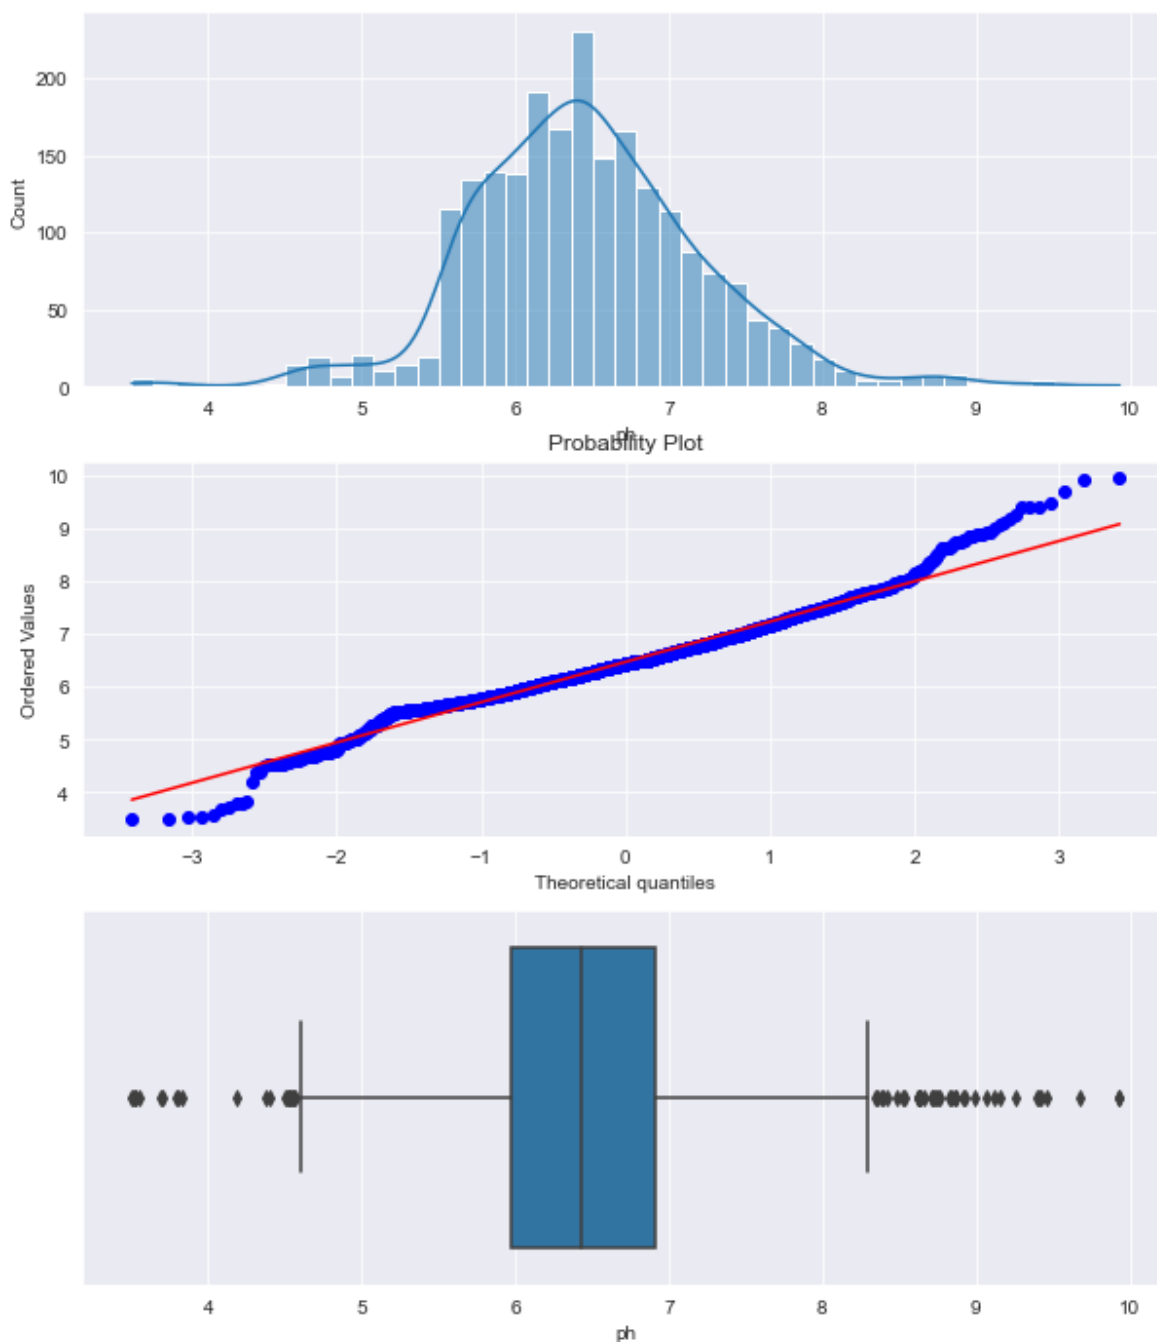 200
150
100
50
0
Count
4 5 6 7 8 9 10
ph
Probability Plot
10
9
8
7
6
5
4
Ordered Values
−3 −2 −1 0 1 2 3
Theoretical quantiles
4 5 6 7 8 9 10
ph